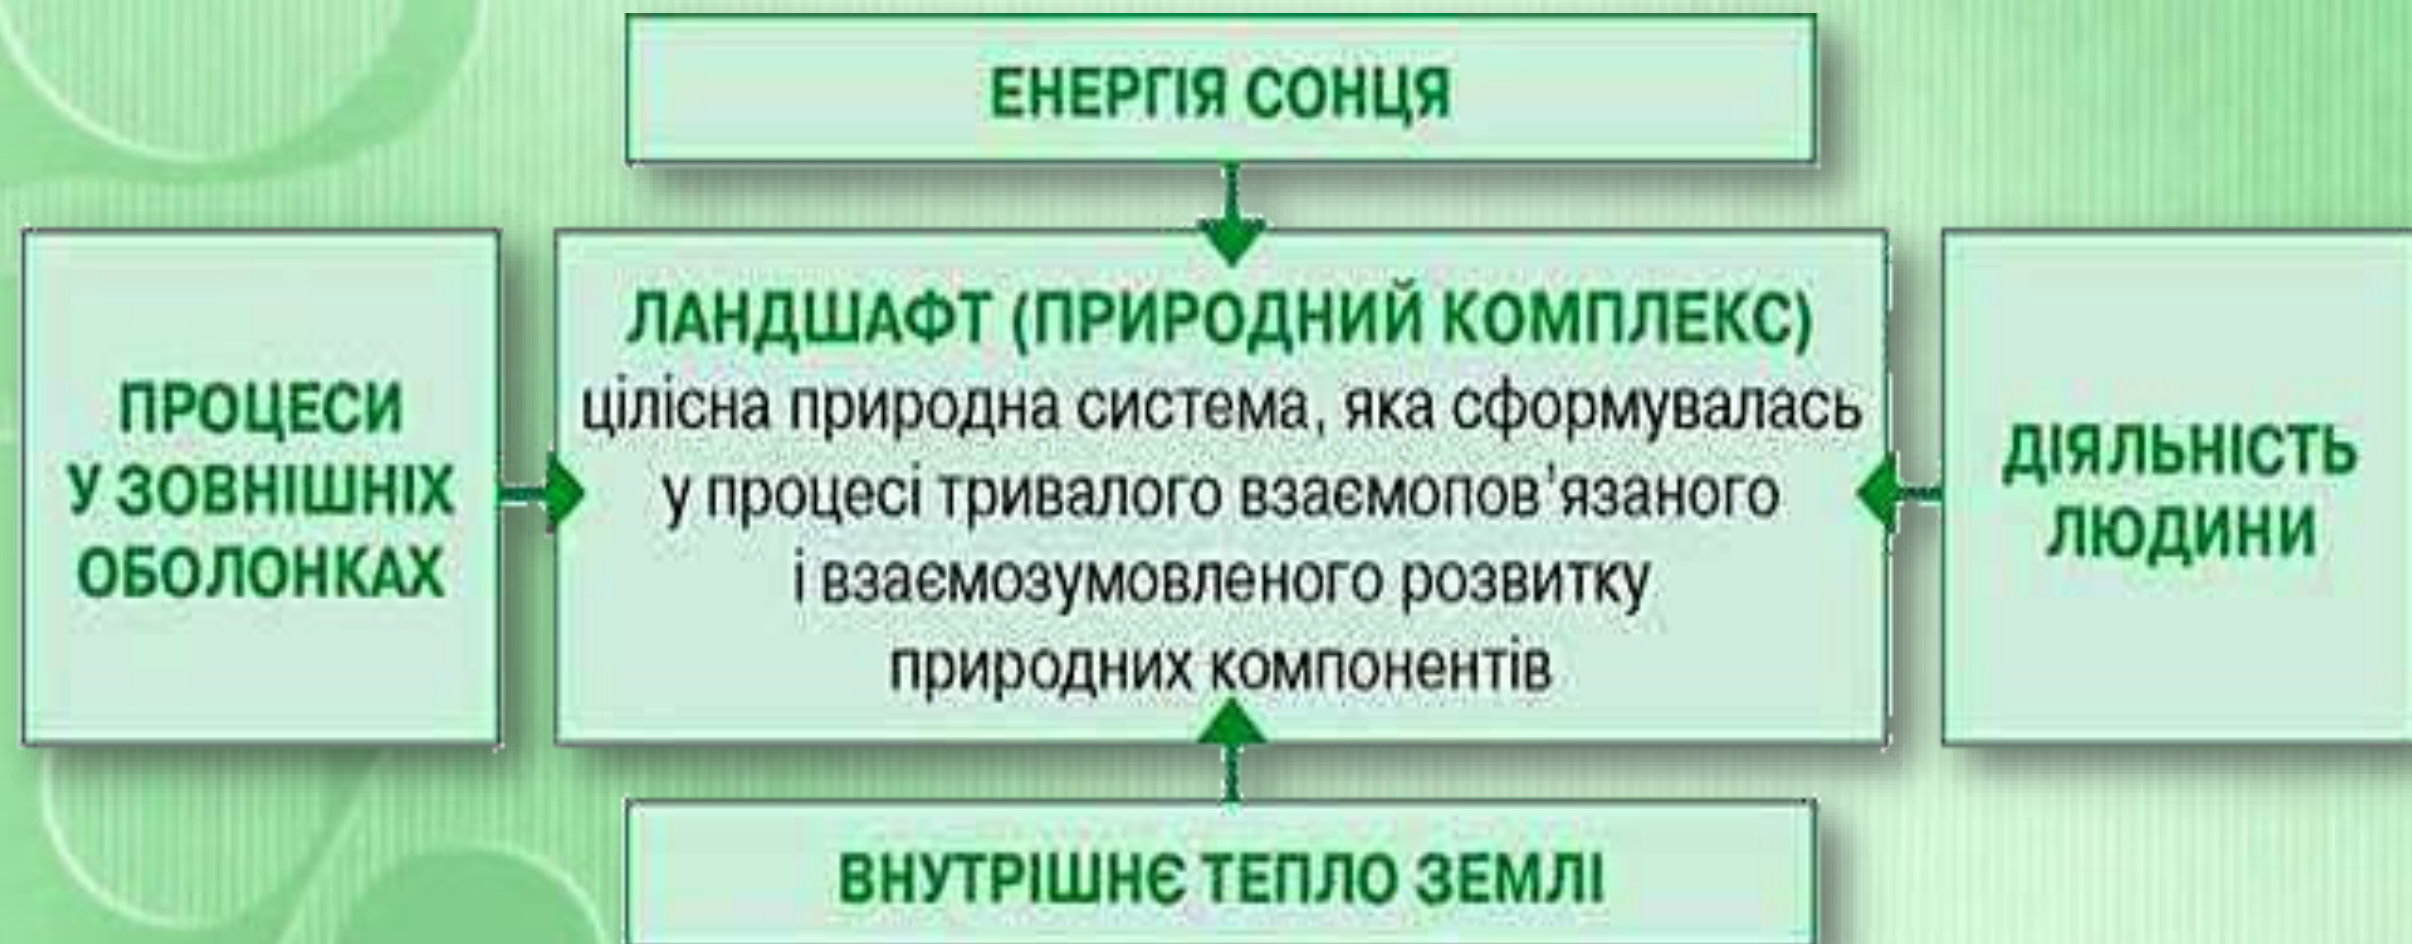 ЕНЕРГІЯ СОНЦЯ
ПРОЦЕСИ
У ЗОВНІШНІХ
ОБОЛОНКАХ
ЛАНДШАФТ (ПРИРОДНИЙ КОМПЛЕКС)
цілісна природна система, яка сформувалась
у процесі тривалого взаємопов'язаного
і взаємозумовленого розвитку
природних компонентів
ДІЯЛЬНІСТЬ
ЛЮДИНИ
ВНУТРІШНЄ ТЕПЛО ЗЕМЛІ